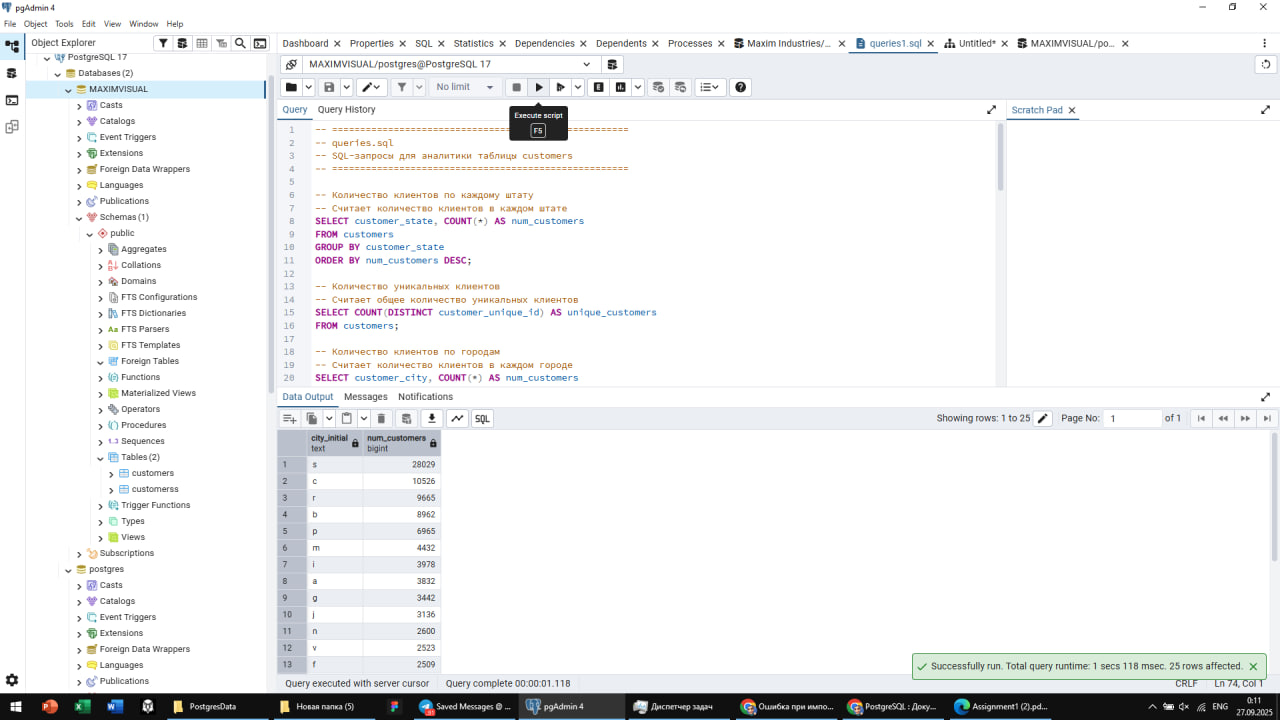 pgAdmin 4
File Object Tools Edit View Window Help
Object Explorer
PostgreSQL 17
Databases (2)
MAXIMVISUAL
Casts
Catalogs
Event Triggers
Extensions
Foreign Data Wrappers
Languages
Publications
Schemas (1)
public
Aggregates
Collations
Domains
FTS Configurations
FTS Dictionaries
FTS Parsers
FTS Templates
Foreign Tables
Functions
Materialized Views
Operators
Procedures
Sequences
Tables (2)
customers
customerss
Trigger Functions
Types
Views
Subscriptions
postgres
Casts
Catalogs
Event Triggers
Extensions
Foreign Data Wrappers
Languages
Publications
Dashboard Properties SQL Statistics Dependencies Dependents Processes Maxim Industries/... queries1.sql Untitled* MAXIMVISUAL/po...
MAXIMVISUAL/postgres@PostgreSQL 17
No limit
Execute script
F5
Query Query History
Scratch Pad
1 -- =====================================================
2 -- queries.sql
3 -- SQL-запросы для аналитики таблицы customers
4 -- =====================================================
5
6 -- Количество клиентов по каждому штату
7 -- Считает количество клиентов в каждом штате
8 SELECT customer_state, COUNT(*) AS num_customers
9 FROM customers
10 GROUP BY customer_state
11 ORDER BY num_customers DESC;
12
13 -- Количество уникальных клиентов
14 -- Считает общее количество уникальных клиентов
15 SELECT COUNT(DISTINCT customer_unique_id) AS unique_customers
16 FROM customers;
17
18 -- Количество клиентов по городам
19 -- Считает количество клиентов в каждом городе
20 SELECT customer_city, COUNT(*) AS num_customers
Data Output Messages Notifications
SQL
Showing rows: 1 to 25 Page No: 1 of 1
city_initial num_customers
text bigint
1 s 28029
2 c 10526
3 r 9665
4 b 8962
5 p 6965
6 m 4432
7 i 3978
8 a 3832
9 g 3442
10 j 3136
11 n 2600
12 v 2523
13 f 2509
Successfully run. Total query runtime: 1 secs 118 msec. 25 rows affected.
Query executed with server cursor Query complete 00:00:01.118 CRLF Ln 74, Col 1
PostgresData Новая папка (5) Saved Messages @ ... pgAdmin 4 Диспетчер задач Ошибка при импо... PostgreSQL : Доку... Assignment1 (2).pd...
ENG
0:11
27.09.2025